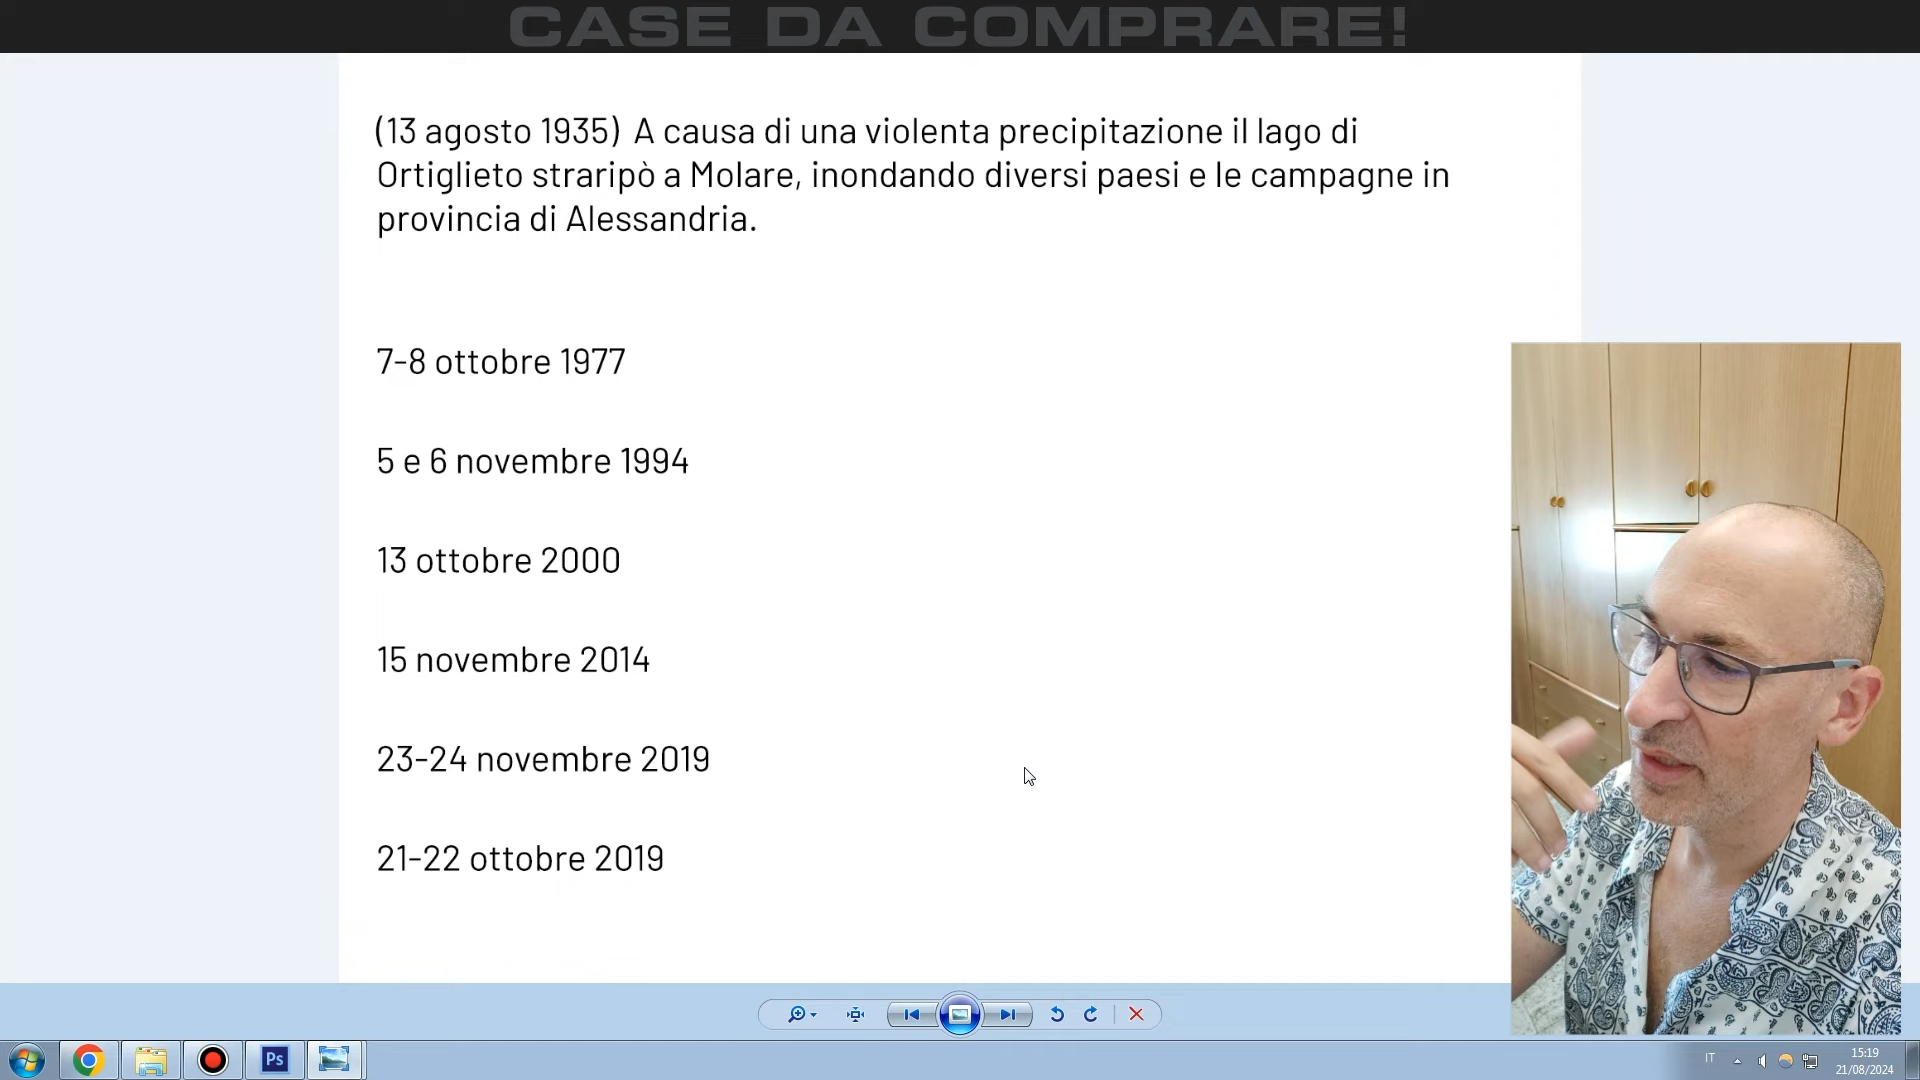 CASE DA COMPRARE!
(13 agosto 1935) A causa di una violenta precipitazione il lago di
Ortiglieto straripò a Molare, inondando diversi paesi e le campagne in
provincia di Alessandria.
7-8 ottobre 1977
5 e 6 novembre 1994
13 ottobre 2000
15 novembre 2014
23-24 novembre 2019
21-22 ottobre 2019
Ps
IT
15:19
21/08/2024